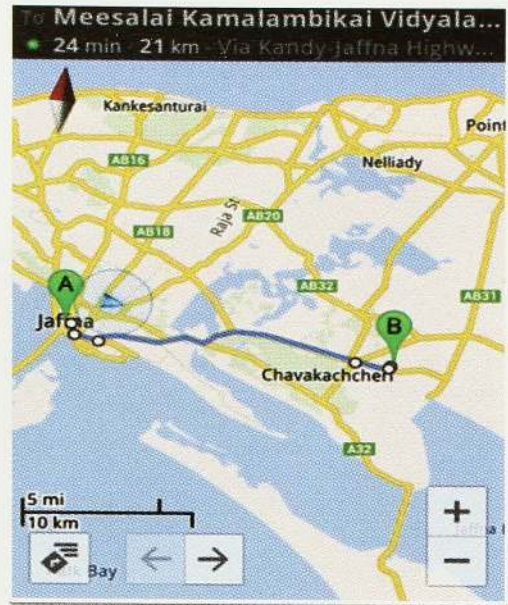 To Meesalai Kamalambikai Vidyala...
24 min · 21 km · Via Kandy-Jaffna Highw...
Kankesanturai
Point
AB16
Nelliady
AB20
Raja St
AB18
AB32
AB31
A
Jaffna
B
Chavakachcheri
A32
5 mi
10 km
+
Bay
−